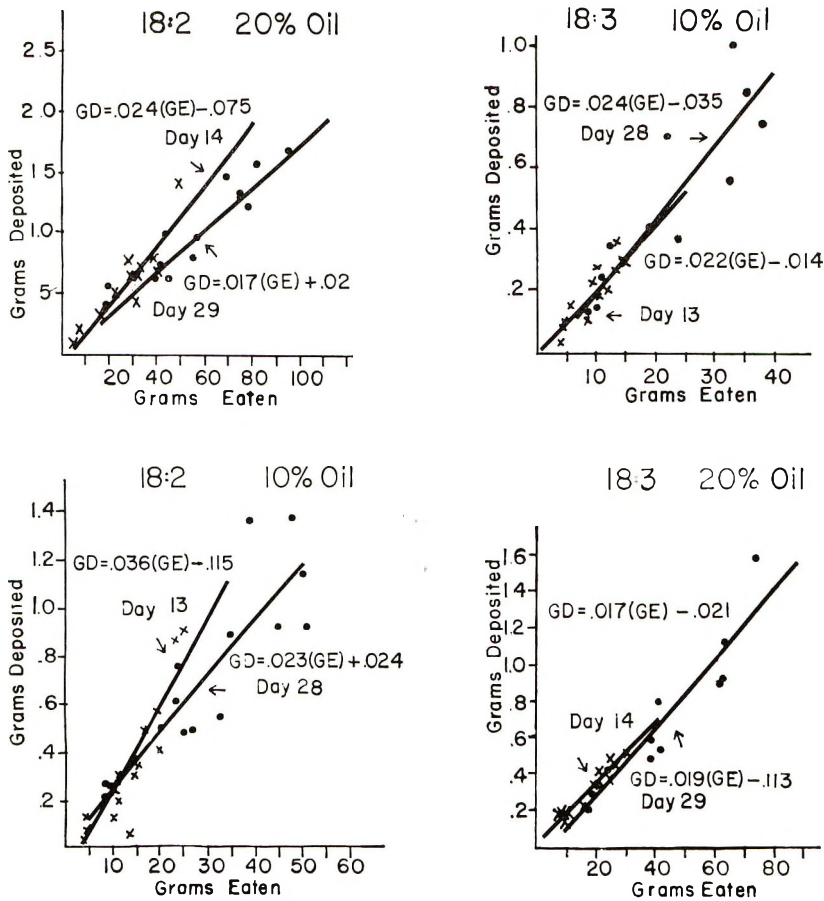 18:2 20% Oil
2.5
2.0
1.5
1.0
5
Grams Deposited
GD=.024(GE)-.075
Day 14
GD=.017(GE)+.02
Day 29
20 40 60 80 100
Grams Eaten
18:3 10% Oil
1.0
.8
.6
.4
.2
Grams Deposited
GD=.024(GE)-.035
Day 28
GD=.022(GE)-.014
Day 13
10 20 30 40
Grams Eaten
18:2 10% Oil
1.4
1.2
1.0
.8
.6
.4
.2
Grams Deposited
GD=.036(GE)-.115
Day 13
GD=.023(GE)+.024
Day 28
10 20 30 40 50 60
Grams Eaten
18:3 20% Oil
1.6
1.4
1.2
1.0
.8
.6
.4
.2
Grams Deposited
GD=.017(GE)-.021
Day 14
GD=.019(GE)-.113
Day 29
20 40 60 80
Grams Eaten